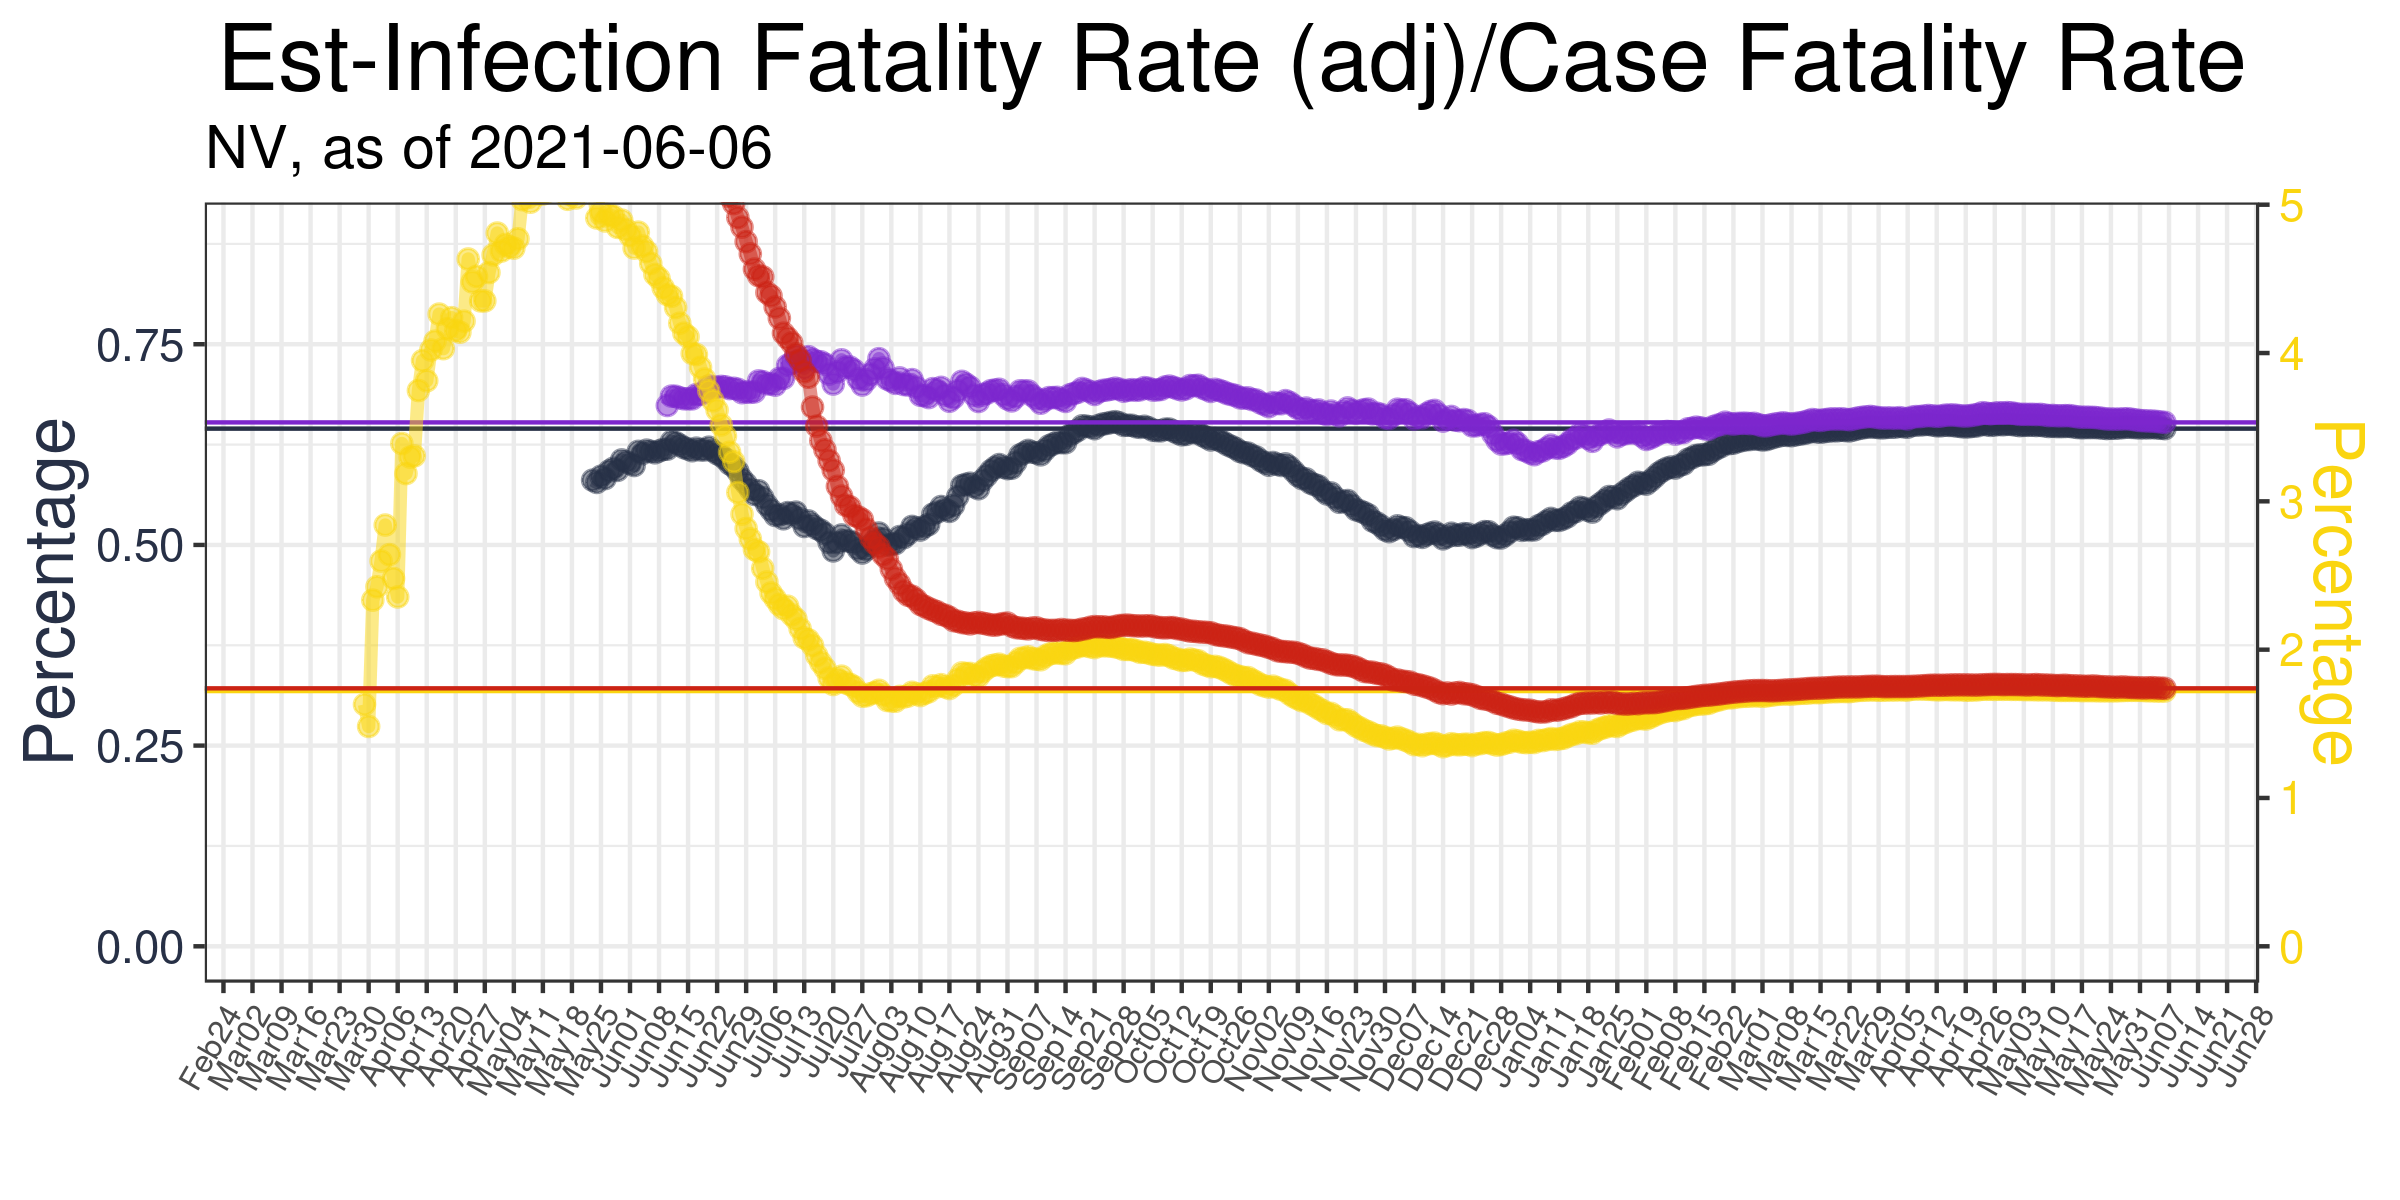 Est-Infection Fatality Rate (adj)/Case Fatality Rate
NV, as of 2021-06-06
Percentage
0.75
0.50
0.25
0.00
5
4
3
2
1
0
Percentage
Feb24
Mar02
Mar09
Mar16
Mar23
Mar30
Apr06
Apr13
Apr20
Apr27
May04
May11
May18
May25
Jun01
Jun08
Jun15
Jun22
Jun29
Jul06
Jul13
Jul20
Jul27
Aug03
Aug10
Aug17
Aug24
Aug31
Sep07
Sep14
Sep21
Sep28
Oct05
Oct12
Oct19
Oct26
Nov02
Nov09
Nov16
Nov23
Nov30
Dec07
Dec14
Dec21
Dec28
Jan04
Jan11
Jan18
Jan25
Feb01
Feb08
Feb15
Feb22
Mar01
Mar08
Mar15
Mar22
Mar29
Apr05
Apr12
Apr19
Apr26
May03
May10
May17
May24
May31
Jun07
Jun14
Jun21
Jun28